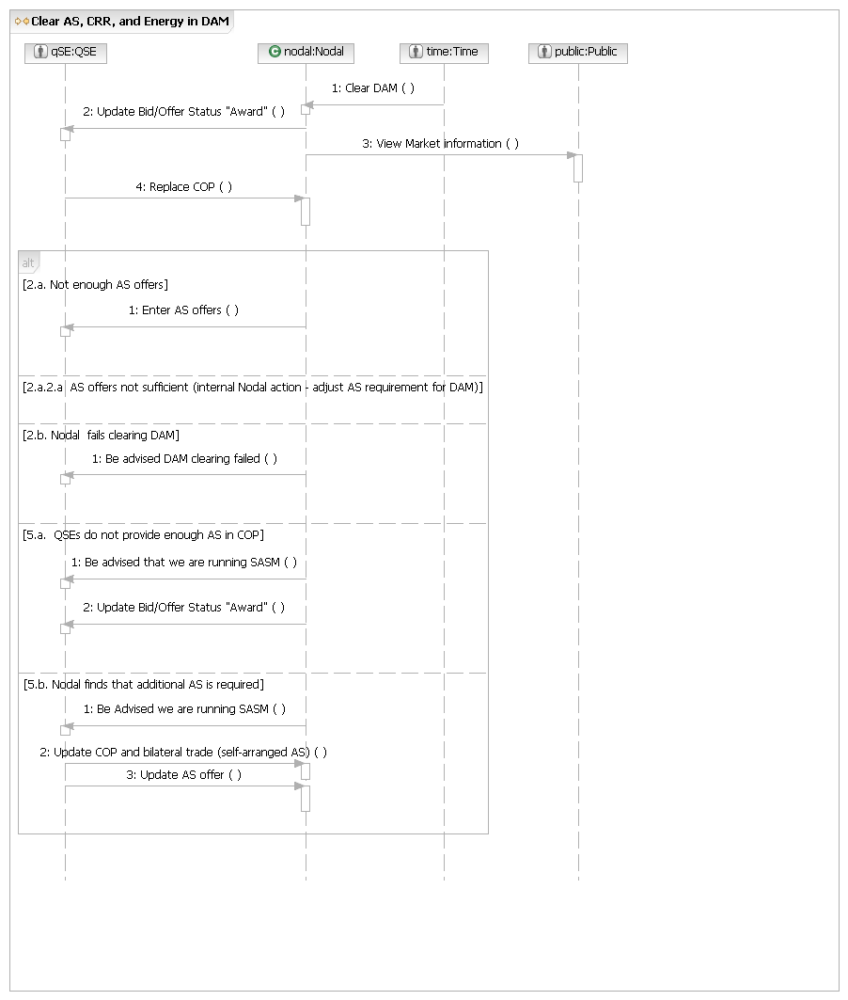 Clear AS, CRR, and Energy in DAM
qSE:QSE
nodal:Nodal
time:Time
public:Public
1: Clear DAM ( )
2: Update Bid/Offer Status "Award" ( )
3: View Market information ( )
4: Replace COP ( )
alt
[2.a. Not enough AS offers]
1: Enter AS offers ( )
[2.a.2.a AS offers not sufficient (internal Nodal action - adjust AS requirement for DAM)]
[2.b. Nodal fails clearing DAM]
1: Be advised DAM clearing failed ( )
[5.a. QSEs do not provide enough AS in COP]
1: Be advised that we are running SASM ( )
2: Update Bid/Offer Status "Award" ( )
[5.b. Nodal finds that additional AS is required]
1: Be Advised we are running SASM ( )
2: Update COP and bilateral trade (self-arranged AS) ( )
3: Update AS offer ( )